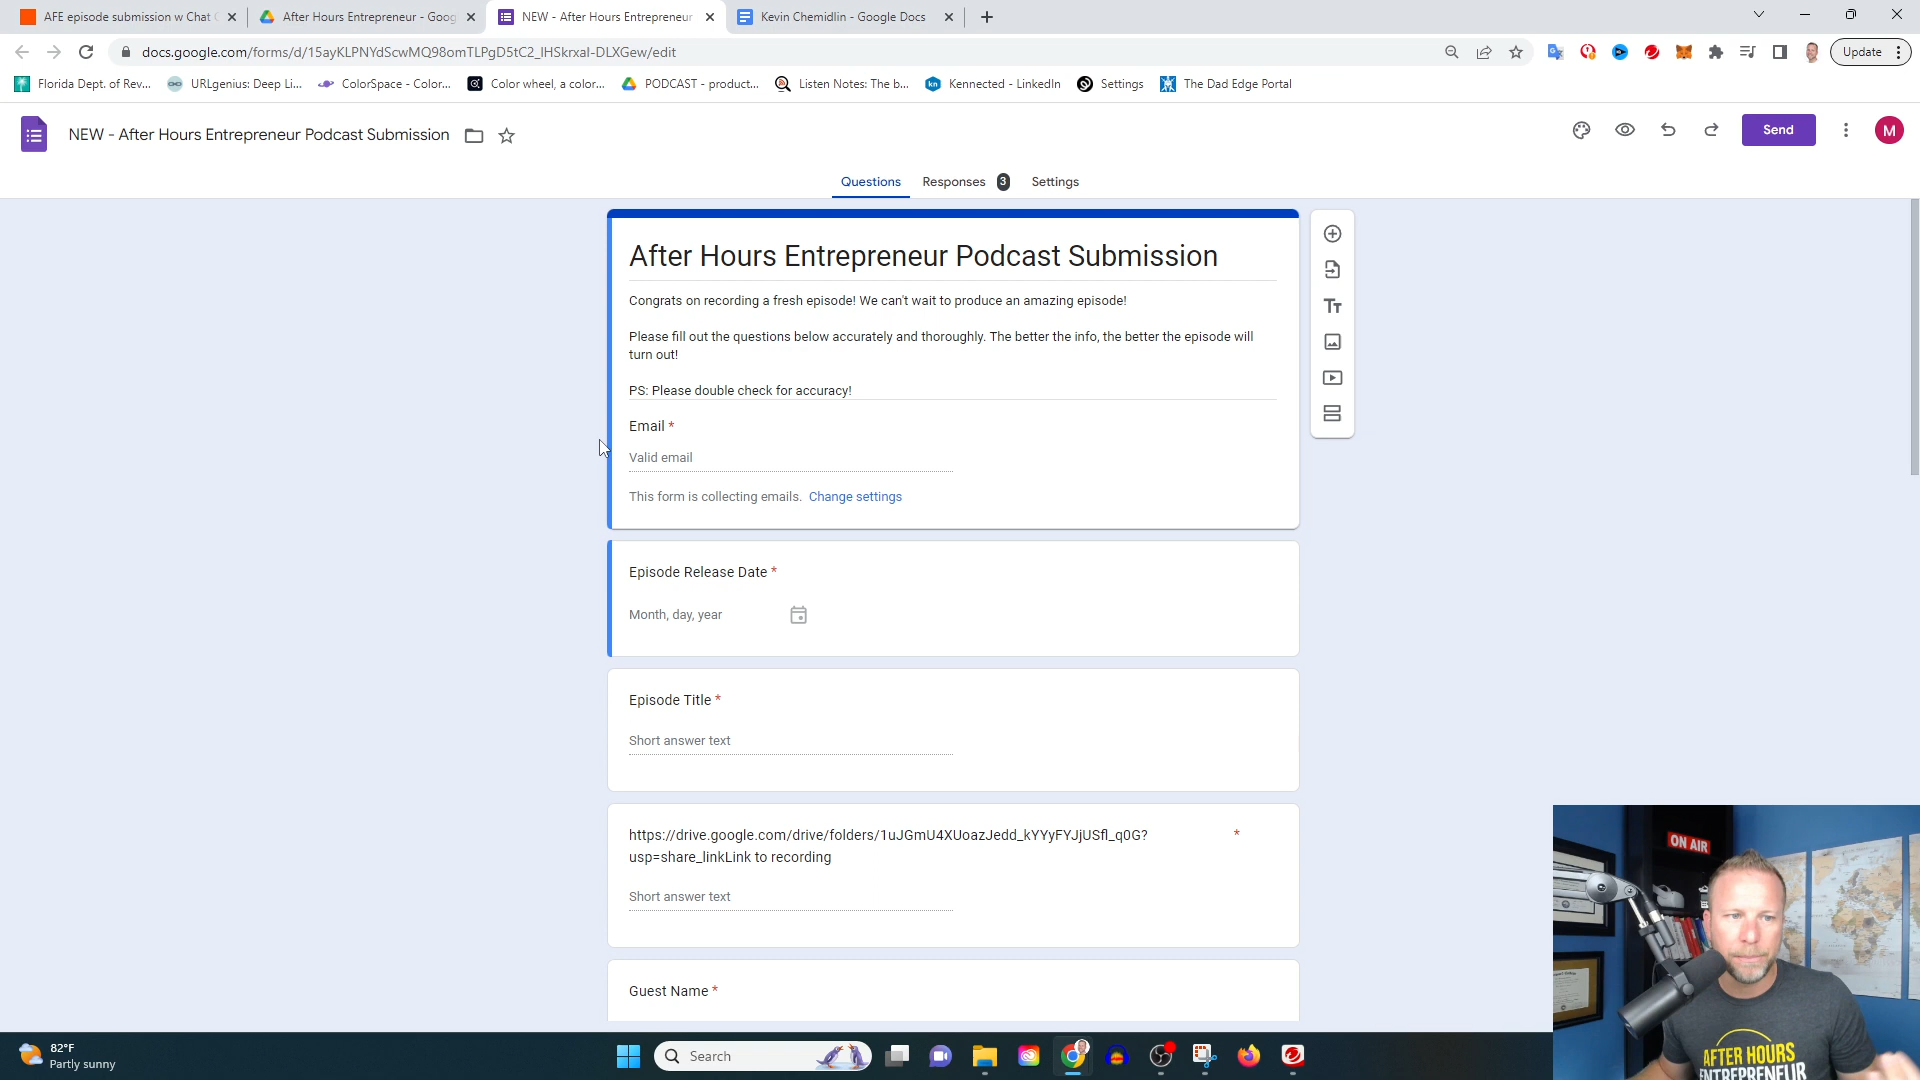 AFE episode submission w Chat
After Hours Entrepreneur - Goog
NEW - After Hours Entrepreneur
Kevin Chemidlin - Google Docs
docs.google.com/forms/d/15ayKLPNYdScwMQ98omTLPgD5tC2_IHSkrxaI-DLXGew/edit
Update
Florida Dept. of Rev...
URLgenius: Deep Li...
ColorSpace - Color...
Color wheel, a color...
PODCAST - product...
Listen Notes: The b...
Kennected - LinkedIn
Settings
The Dad Edge Portal
NEW - After Hours Entrepreneur Podcast Submission
Send
M
Questions
Responses 3
Settings
After Hours Entrepreneur Podcast Submission
Congrats on recording a fresh episode! We can't wait to produce an amazing episode!
Please fill out the questions below accurately and thoroughly. The better the info, the better the episode will
turn out!
PS: Please double check for accuracy!
Email *
Valid email
This form is collecting emails. Change settings
Episode Release Date *
Month, day, year
Episode Title *
Short answer text
https://drive.google.com/drive/folders/1uJGmU4XUoazJedd_kYYyFYJjUSfl_q0G? *
usp=share_linkLink to recording
Short answer text
Guest Name *
ON AIR
AFTER HOURS
ENTREPRENEUR
82°F
Partly sunny
Search